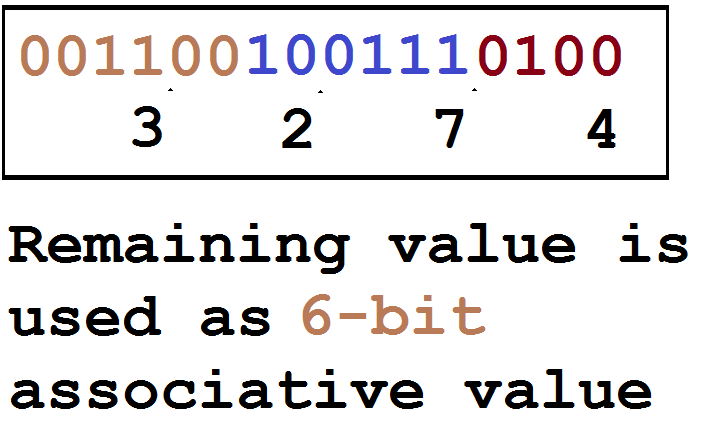 0011001001110100
3 2 7 4
Remaining value is
used as 6-bit
associative value